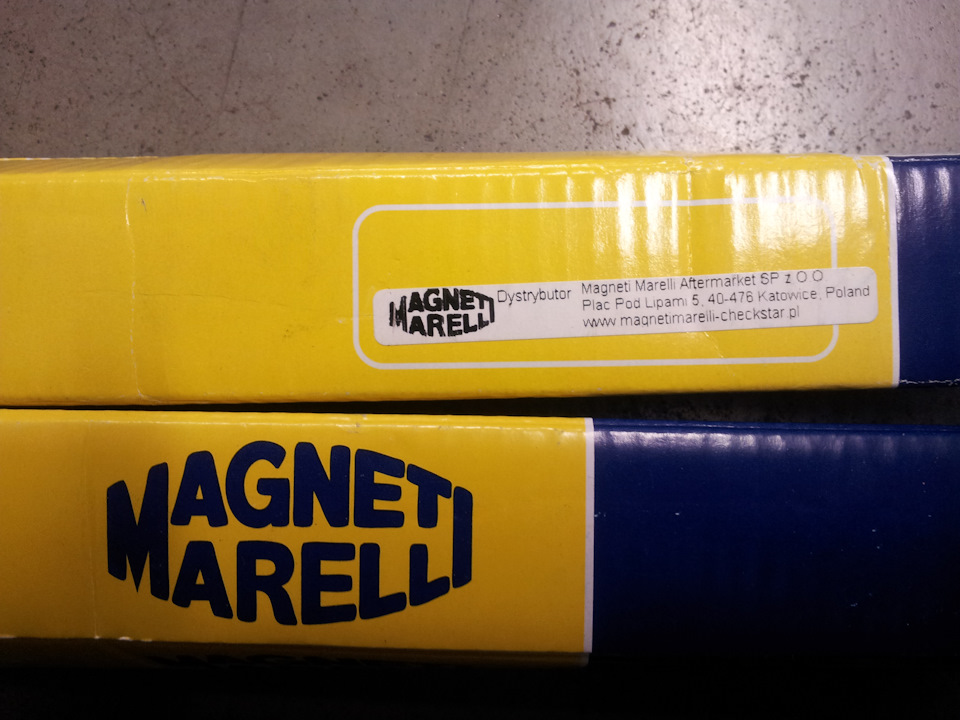 MAGNETI
MARELLI
Dystrybutor
Magneti Marelli Aftermarket SP z O O
Plac Pod Lipami 5, 40-476 Katowice, Poland
www.magnetimarelli-checkstar.pl
MAGNETI
MARELLI